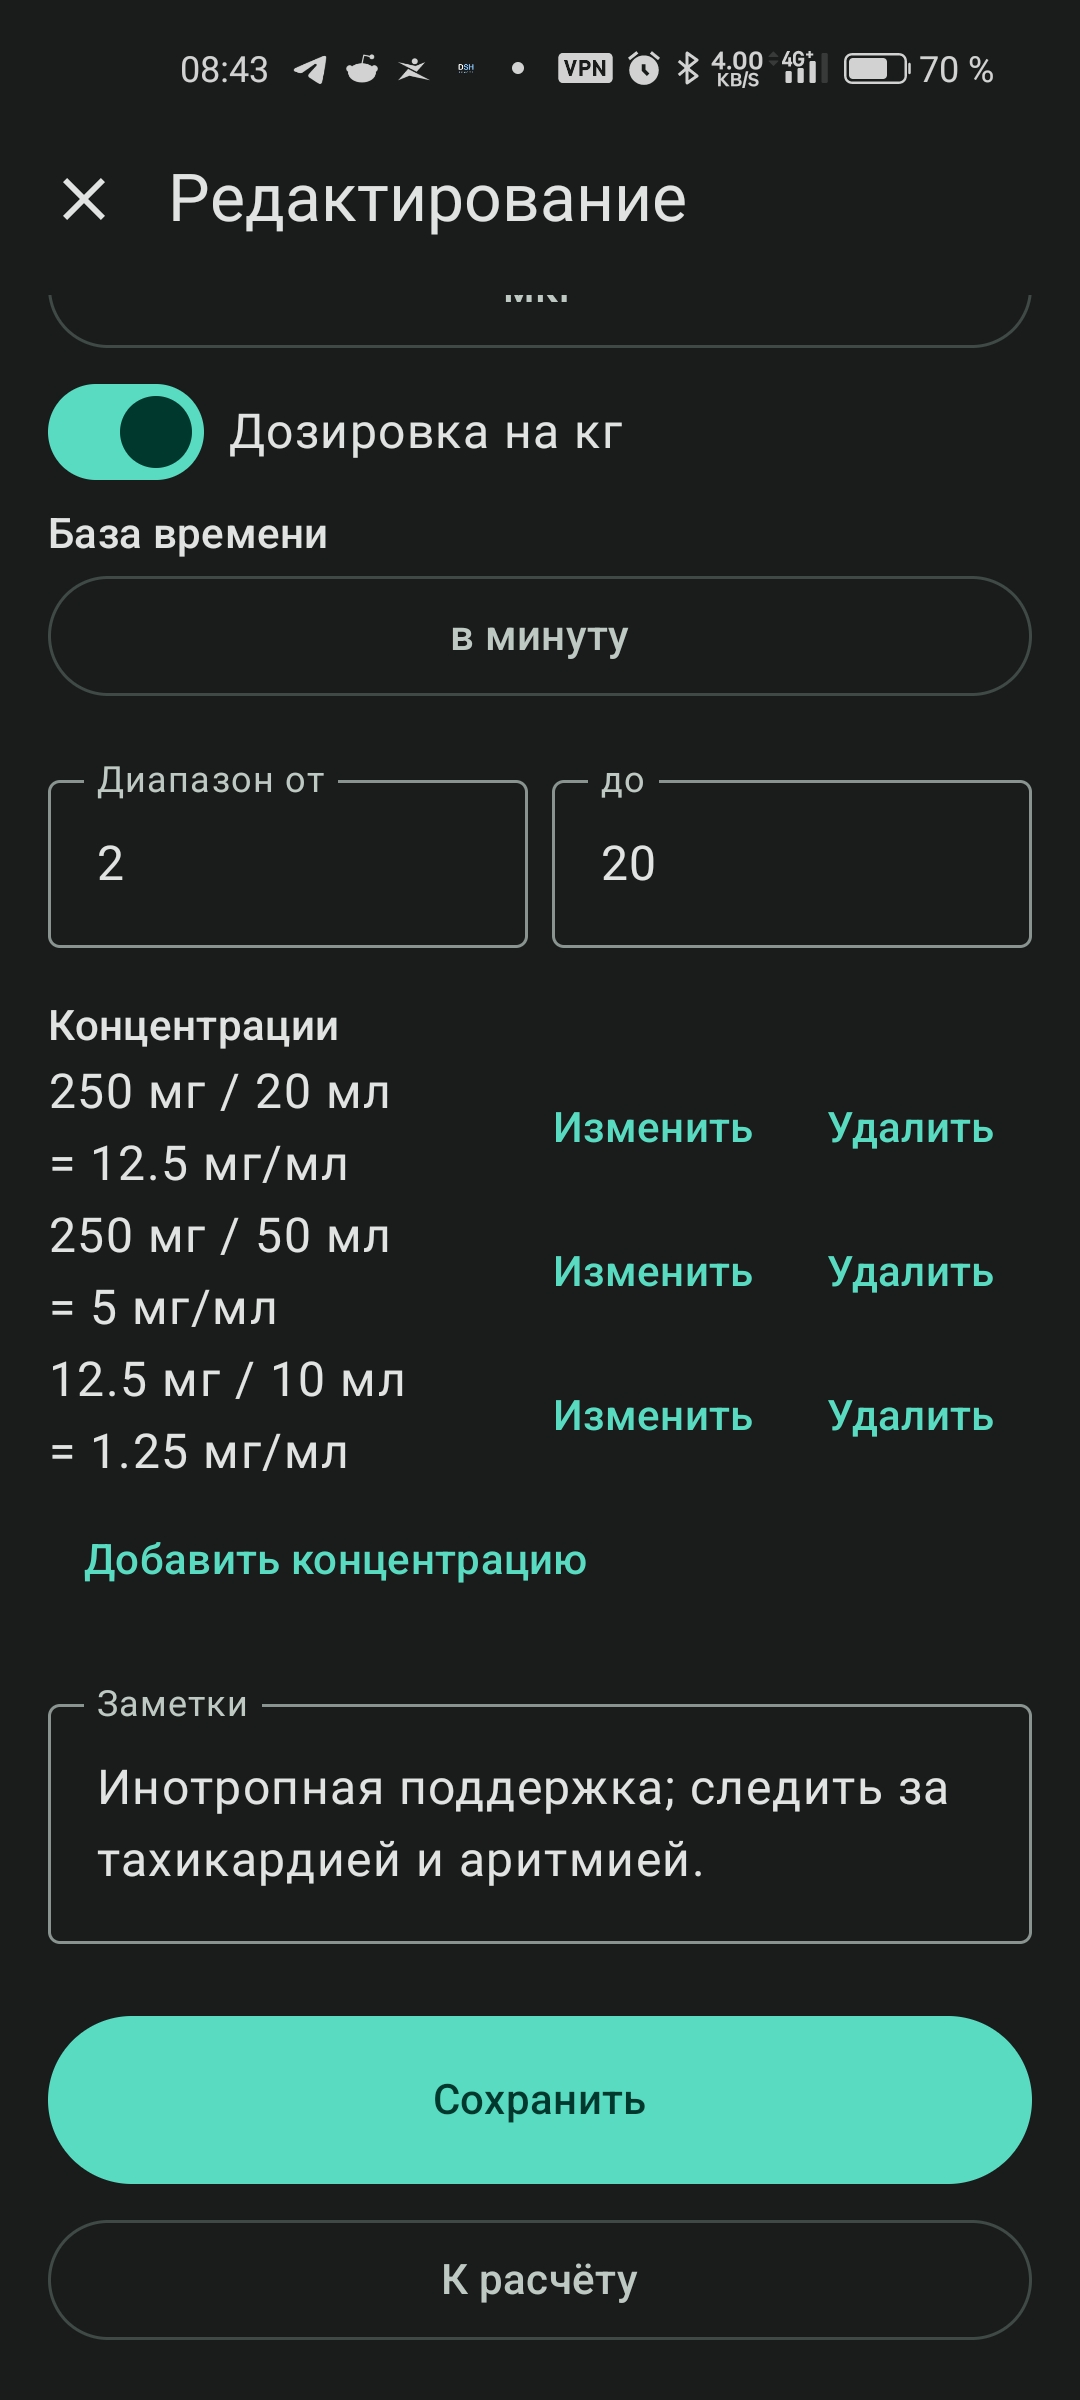 08:43 DSH VPN 4.00 KB/S 4G+ 70 %
Редактирование
мкг
Дозировка на кг
База времени
в минуту
Диапазон от
до
2
20
Концентрации
250 мг / 20 мл
= 12.5 мг/мл
Изменить Удалить
250 мг / 50 мл
= 5 мг/мл
Изменить Удалить
12.5 мг / 10 мл
= 1.25 мг/мл
Изменить Удалить
Добавить концентрацию
Заметки
Инотропная поддержка; следить за
тахикардией и аритмией.
Сохранить
К расчёту